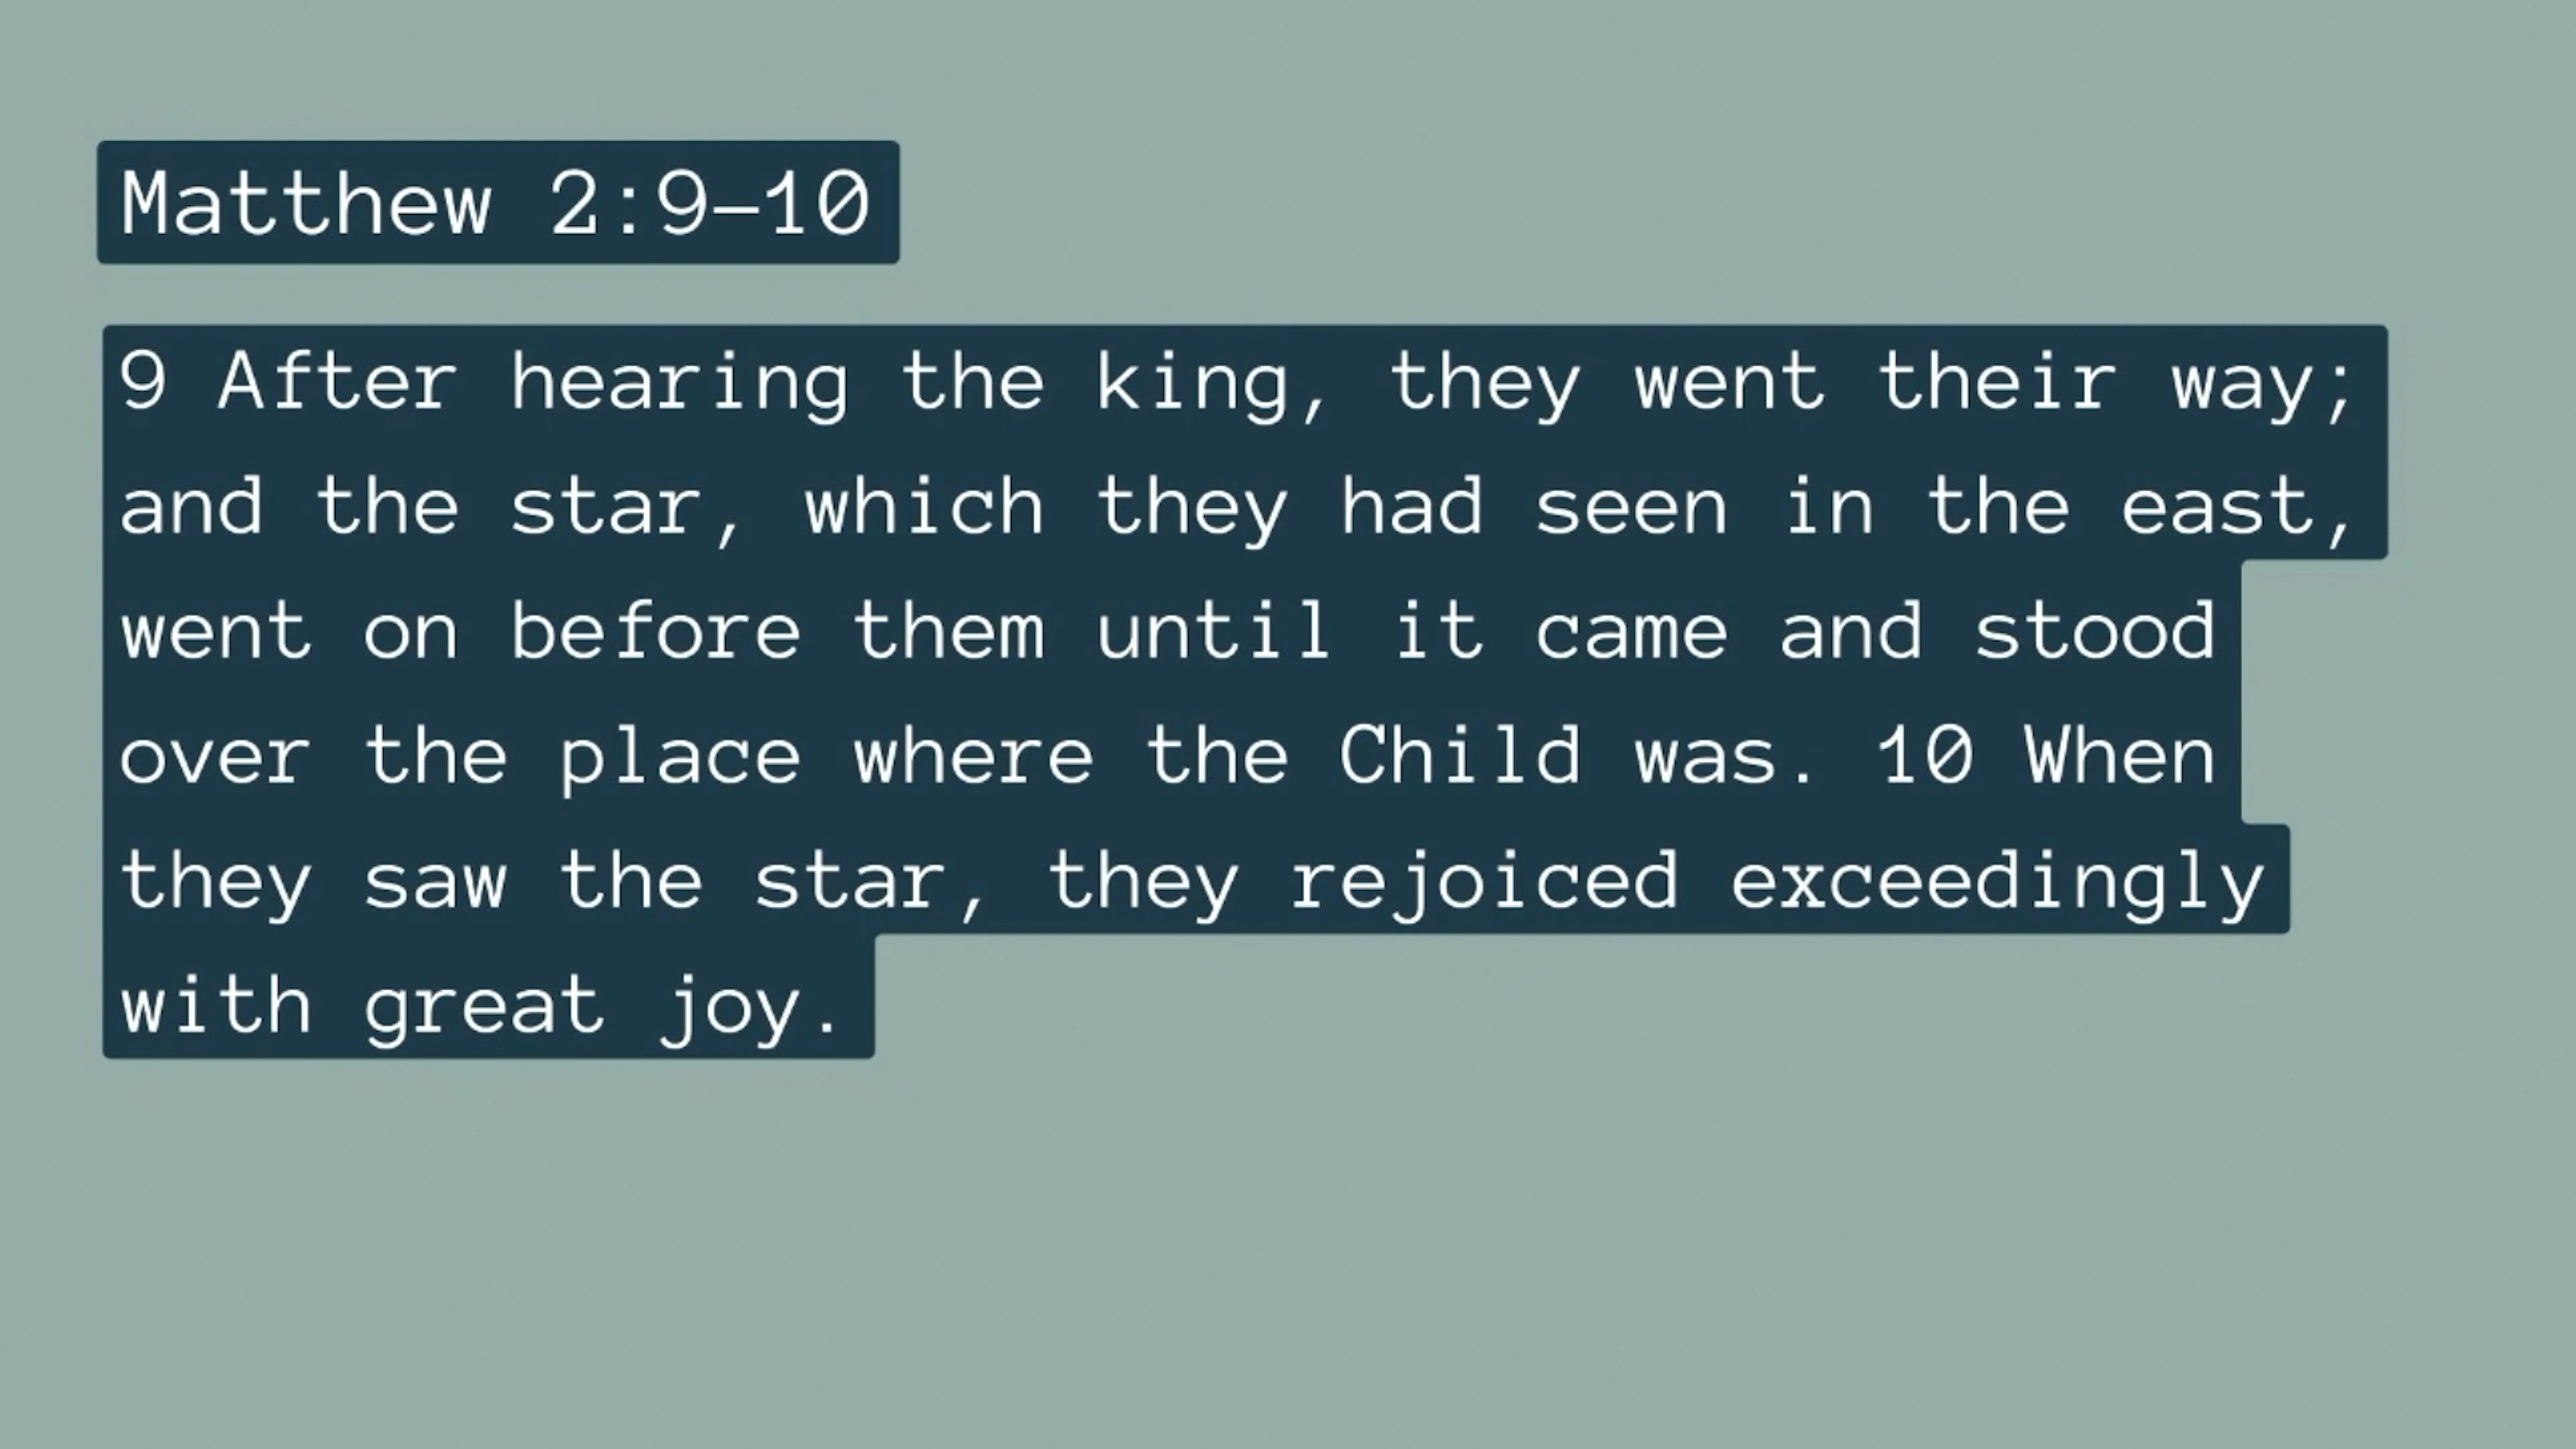 Matthew 2:9–10
9 After hearing the king, they went their way;
and the star, which they had seen in the east,
went on before them until it came and stood
over the place where the Child was. 10 When
they saw the star, they rejoiced exceedingly
with great joy.